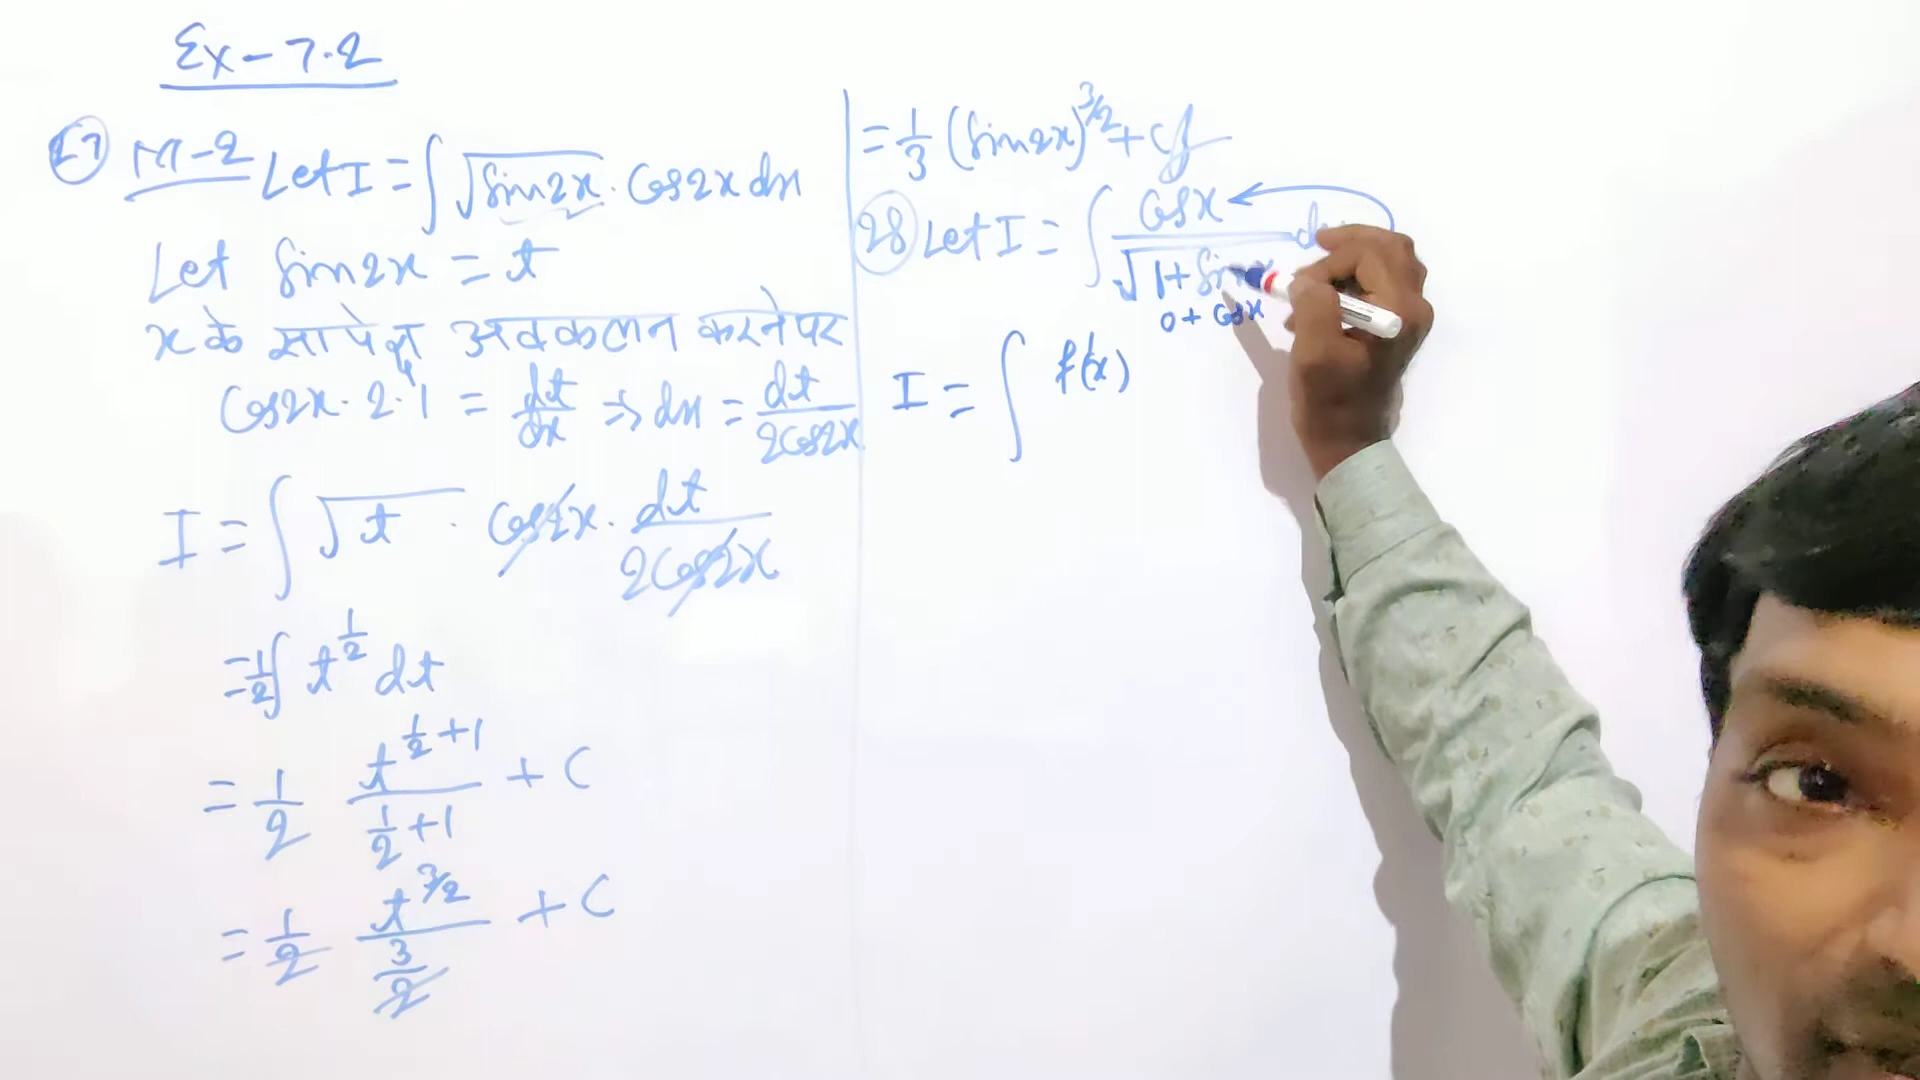 Ex-7.2
27 M-2 Let I = ∫ √sin2x · cos2x dx
Let sin2x = t
x के सापेक्ष अवकलन करने पर
cos2x · 2 · 1 = dt/dx ⇒ dx = dt/2cos2x
I = ∫ √t · cos2x · dt/2cos2x
= 1/2 ∫ t^1/2 dt
= 1/2 t^(1/2+1)/(1/2+1) + C
= 1/2 t^3/2/(3/2) + C
= 1/3 (sin2x)^3/2 + C
28 Let I = ∫ cosx/√1+sinx dx
0 + cosx
I = ∫ f'(x)